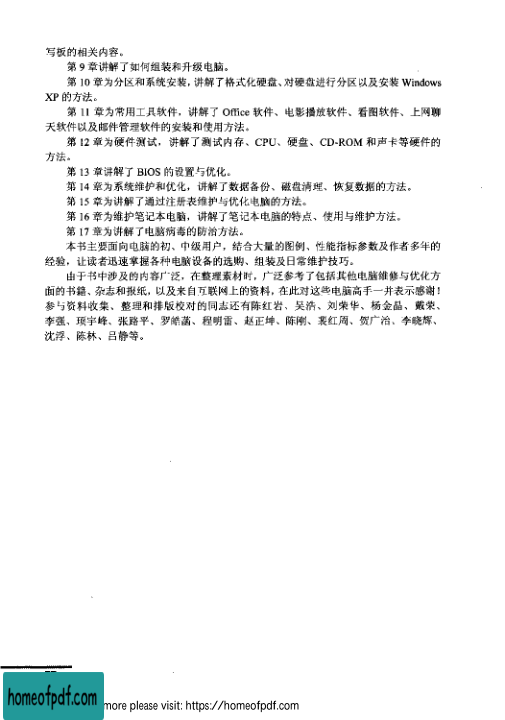 写板的相关内容。
第 9 章讲解了如何组装和升级电脑。
第 10 章为分区和系统安装，讲解了格式化硬盘、对硬盘进行分区以及安装 Windows
XP 的方法。
第 11 章为常用工具软件，讲解了 Office 软件、电影播放软件、看图软件、上网聊
天软件以及邮件管理软件的安装和使用方法。
第 12 章为硬件测试，讲解了测试内存、CPU、硬盘、CD-ROM 和声卡等硬件的
方法。
第 13 章讲解了 BIOS 的设置与优化。
第 14 章为系统维护和优化，讲解了数据备份、磁盘清理、恢复数据的方法。
第 15 章为讲解了通过注册表维护与优化电脑的方法。
第 16 章为维护笔记本电脑，讲解了笔记本电脑的特点、使用与维护方法。
第 17 章为讲解了电脑病毒的防治方法。
本书主要面向电脑的初、中级用户，结合大量的图例、性能指标参数及作者多年的
经验，让读者迅速掌握各种电脑设备的选购、组装及日常维护技巧。
由于书中涉及的内容广泛，在整理素材时，广泛参考了包括其他电脑维修与优化方
面的书籍、杂志和报纸，以及来自互联网上的资料，在此对这些电脑高手一并表示感谢！
参与资料收集、整理和排版校对的同志还有陈红岩、吴浩、刘荣华、杨金晶、戴荣、
李强、项宇峰、张路平、罗皓菡、程明雷、赵正坤、陈刚、裴红周、贺广治、李晓辉、
沈浮、陈林、吕静等。
homeofpdf.com
more please visit: https://homeofpdf.com